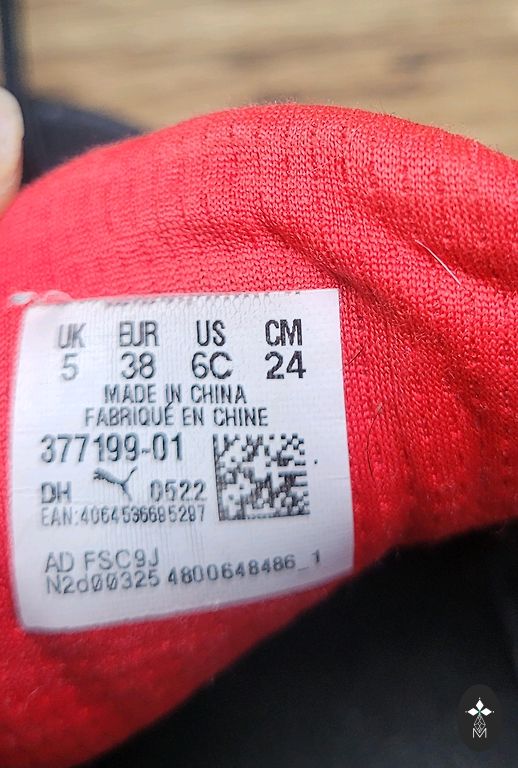 UK EUR US CM
5 38 6C 24
MADE IN CHINA
FABRIQUÉ EN CHINE
377199-01
DH 0522
EAN:4064536685287
AD FSC9J
N2d00325 4800648486_1
M